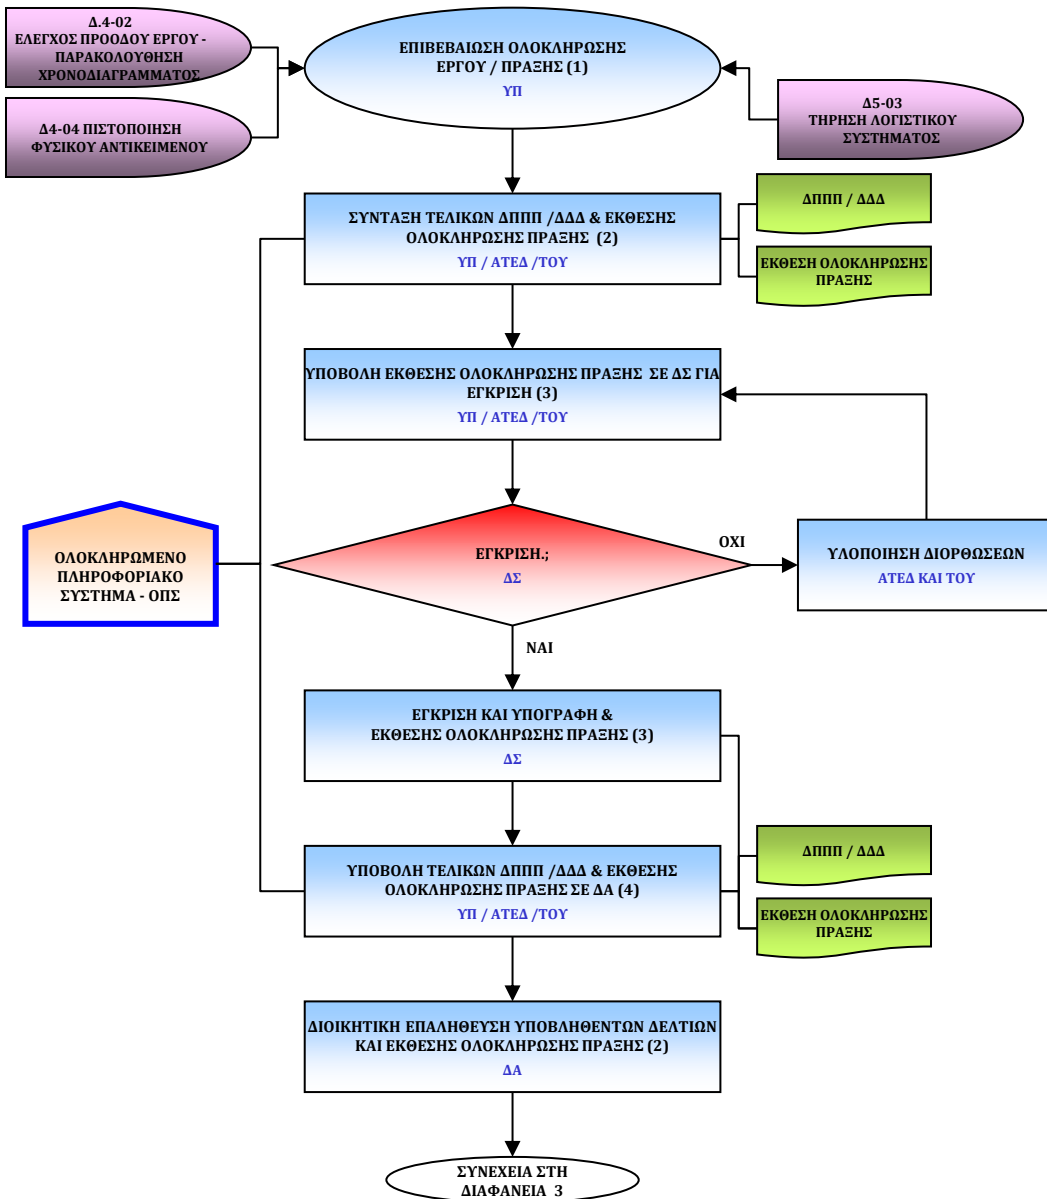 Δ.4-02
ΕΛΕΓΧΟΣ ΠΡΟΟΔΟΥ ΕΡΓΟΥ -
ΠΑΡΑΚΟΛΟΥΘΗΣΗ
ΧΡΟΝΟΔΙΑΓΡΑΜΜΑΤΟΣ
Δ4-04 ΠΙΣΤΟΠΟΙΗΣΗ
ΦΥΣΙΚΟΥ ΑΝΤΙΚΕΙΜΕΝΟΥ
ΕΠΙΒΕΒΑΙΩΣΗ ΟΛΟΚΛΗΡΩΣΗΣ
ΕΡΓΟΥ / ΠΡΑΞΗΣ (1)
ΥΠ
Δ5-03
ΤΗΡΗΣΗ ΛΟΓΙΣΤΙΚΟΥ
ΣΥΣΤΗΜΑΤΟΣ
ΣΥΝΤΑΞΗ ΤΕΛΙΚΩΝ ΔΠΠΠ /ΔΔΔ & ΕΚΘΕΣΗΣ
ΟΛΟΚΛΗΡΩΣΗΣ ΠΡΑΞΗΣ (2)
ΥΠ / ΑΤΕΔ /ΤΟΥ
ΔΠΠΠ / ΔΔΔ
ΕΚΘΕΣΗ ΟΛΟΚΛΗΡΩΣΗΣ
ΠΡΑΞΗΣ
ΥΠΟΒΟΛΗ ΕΚΘΕΣΗΣ ΟΛΟΚΛΗΡΩΣΗΣ ΠΡΑΞΗΣ ΣΕ ΔΣ ΓΙΑ
ΕΓΚΡΙΣΗ (3)
ΥΠ / ΑΤΕΔ /ΤΟΥ
ΟΛΟΚΛΗΡΩΜΕΝΟ
ΠΛΗΡΟΦΟΡΙΑΚΟ
ΣΥΣΤΗΜΑ - ΟΠΣ
ΕΓΚΡΙΣΗ.;
ΔΣ
ΟΧΙ
ΥΛΟΠΟΙΗΣΗ ΔΙΟΡΘΩΣΕΩΝ
ΑΤΕΔ ΚΑΙ ΤΟΥ
ΝΑΙ
ΕΓΚΡΙΣΗ ΚΑΙ ΥΠΟΓΡΑΦΗ &
ΕΚΘΕΣΗΣ ΟΛΟΚΛΗΡΩΣΗΣ ΠΡΑΞΗΣ (3)
ΔΣ
ΥΠΟΒΟΛΗ ΤΕΛΙΚΩΝ ΔΠΠΠ /ΔΔΔ & ΕΚΘΕΣΗΣ
ΟΛΟΚΛΗΡΩΣΗΣ ΠΡΑΞΗΣ ΣΕ ΔΑ (4)
ΥΠ / ΑΤΕΔ /ΤΟΥ
ΔΠΠΠ / ΔΔΔ
ΕΚΘΕΣΗ ΟΛΟΚΛΗΡΩΣΗΣ
ΠΡΑΞΗΣ
ΔΙΟΙΚΗΤΙΚΗ ΕΠΑΛΗΘΕΥΣΗ ΥΠΟΒΛΗΘΕΝΤΩΝ ΔΕΛΤΙΩΝ
ΚΑΙ ΕΚΘΕΣΗΣ ΟΛΟΚΛΗΡΩΣΗΣ ΠΡΑΞΗΣ (2)
ΔΑ
ΣΥΝΕΧΕΙΑ ΣΤΗ
ΔΙΑΦΑΝΕΙΑ 3